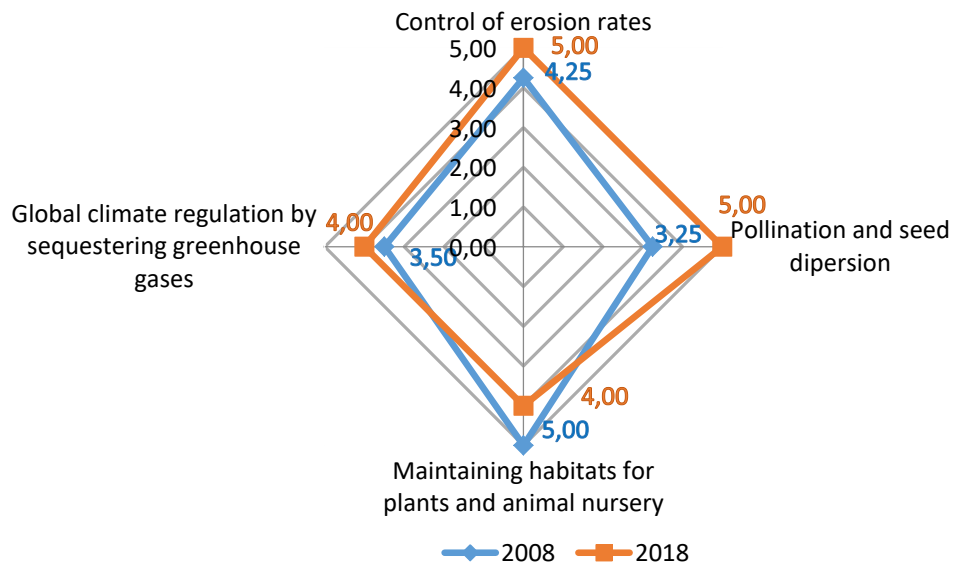 Control of erosion rates
5,00
5,00
4,25
4,00
3,00
2,00
1,00
0,00
Global climate regulation by
sequestering greenhouse
gases
4,00
3,50
5,00
3,25
Pollination and seed
dipersion
4,00
5,00
Maintaining habitats for
plants and animal nursery
2008
2018